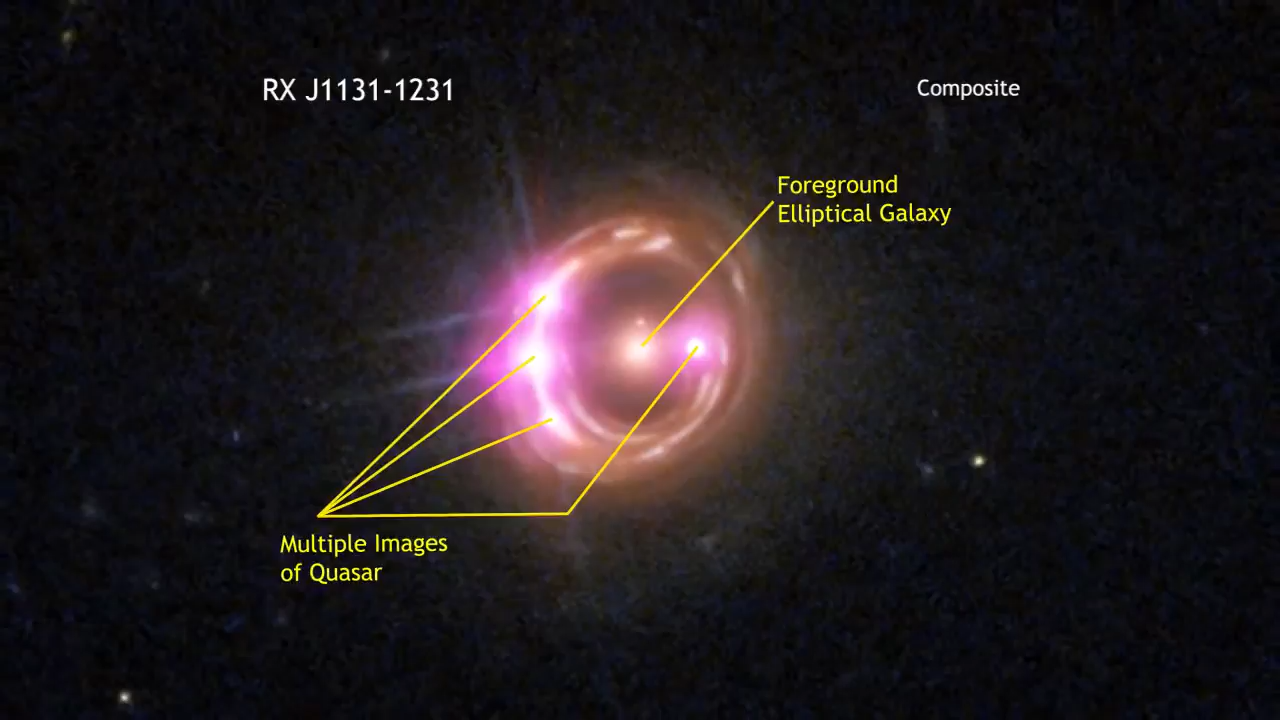 RX J1131-1231
Composite
Foreground
Elliptical Galaxy
Multiple Images
of Quasar